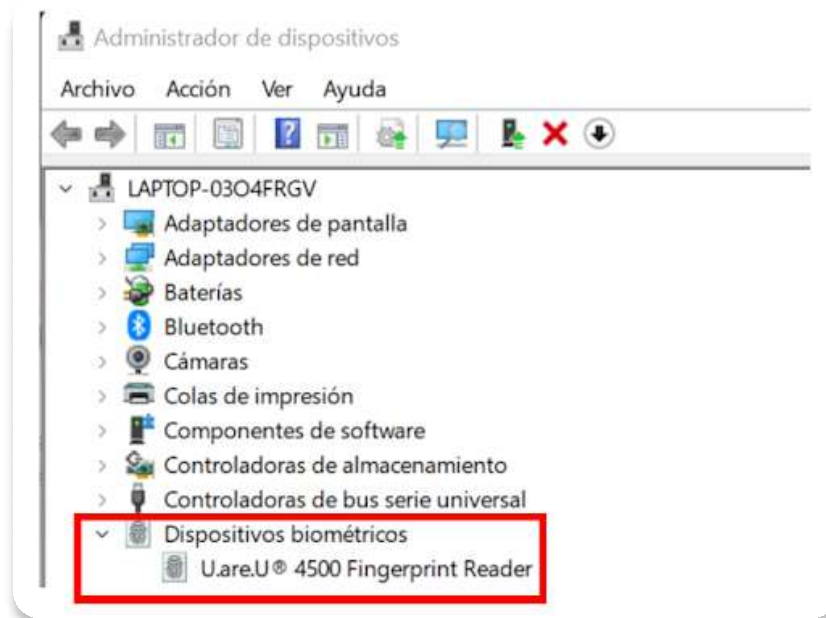 Administrador de dispositivos
Archivo Acción Ver Ayuda
LAPTOP-03O4FRGV
Adaptadores de pantalla
Adaptadores de red
Baterías
Bluetooth
Cámaras
Colas de impresión
Componentes de software
Controladoras de almacenamiento
Controladoras de bus serie universal
Dispositivos biométricos
U.are.U® 4500 Fingerprint Reader